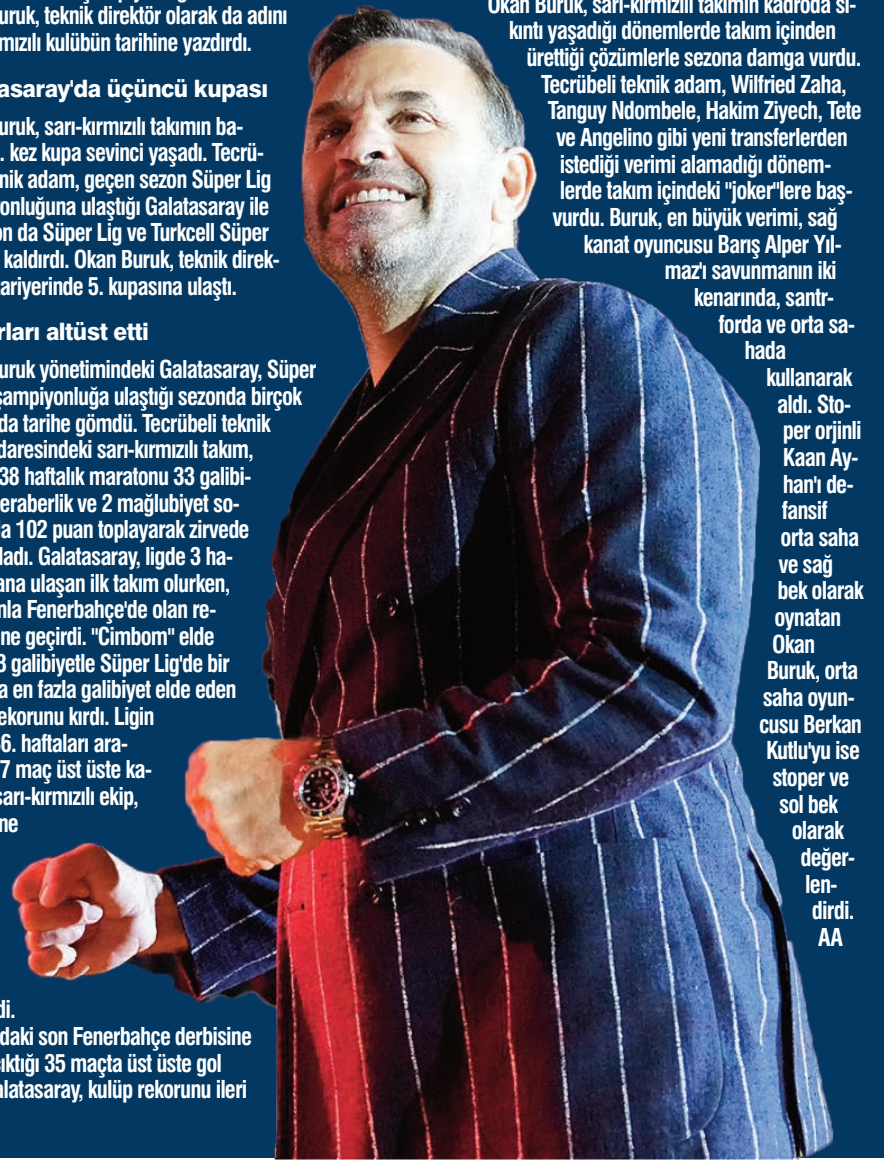 uruk, teknik direktör olarak da adını
mızılı kulübün tarihine yazdırdı.
asaray'da üçüncü kupası
uruk, sarı-kırmızılı takımın ba-
. kez kupa sevinci yaşadı. Tecrü-
nik adam, geçen sezon Süper Lig
yonluğuna ulaştığı Galatasaray ile
on da Süper Lig ve Turkcell Süper
kaldırdı. Okan Buruk, teknik direk-
ariyerinde 5. kupasına ulaştı.
rları altüst etti
uruk yönetimindeki Galatasaray, Süper
şampiyonluğa ulaştığı sezonda birçok
da tarihe gömdü. Tecrübeli teknik
daresindeki sarı-kırmızılı takım,
38 haftalık maratonu 33 galibi-
eraberlik ve 2 mağlubiyet so-
la 102 puan toplayarak zirvede
ladı. Galatasaray, ligde 3 ha-
ana ulaşan ilk takım olurken,
nla Fenerbahçe'de olan re-
ne geçirdi. "Cimbom" elde
3 galibiyetle Süper Lig'de bir
a en fazla galibiyet elde eden
ekorunu kırdı. Ligin
6. haftaları ara-
7 maç üst üste ka-
sarı-kırmızılı ekip,
ne
di.
daki son Fenerbahçe derbisine
ıktığı 35 maçta üst üste gol
alatasaray, kulüp rekorunu ileri
Okan Buruk, sarı-kırmızılı takımın kadroda sı-
kıntı yaşadığı dönemlerde takım içinden
ürettiği çözümlerle sezona damga vurdu.
Tecrübeli teknik adam, Wilfried Zaha,
Tanguy Ndombele, Hakim Ziyech, Tete
ve Angelino gibi yeni transferlerden
istediği verimi alamadığı dönem-
lerde takım içindeki "joker"lere baş-
vurdu. Buruk, en büyük verimi, sağ
kanat oyuncusu Barış Alper Yıl-
maz'ı savunmanın iki
kenarında, santr-
forda ve orta sa-
hada
kullanarak
aldı. Sto-
per orjinli
Kaan Ay-
han'ı de-
fansif
orta saha
ve sağ
bek olarak
oynatan
Okan
Buruk, orta
saha oyun-
cusu Berkan
Kutlu'yu ise
stoper ve
sol bek
olarak
değer-
len-
dirdi.
AA